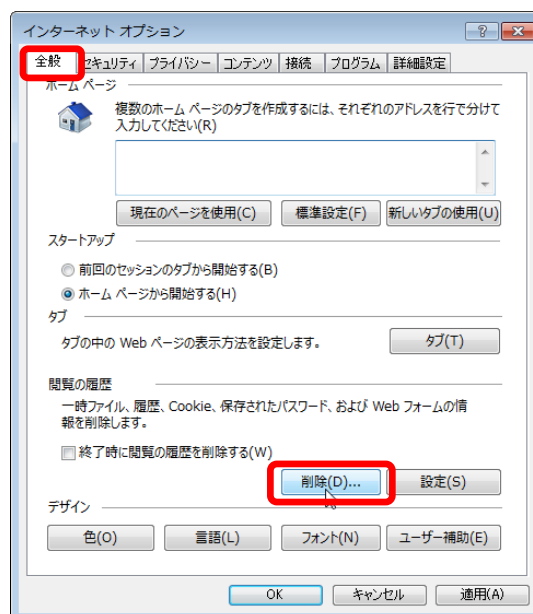 インターネット オプション
全般 セキュリティ プライバシー コンテンツ 接続 プログラム 詳細設定
ホーム ページ
複数のホーム ページのタブを作成するには、それぞれのアドレスを行で分けて
入力してください(R)
現在のページを使用(C) 標準設定(F) 新しいタブの使用(U)
スタートアップ
前回のセッションのタブから開始する(B)
ホーム ページから開始する(H)
タブ
タブの中の Web ページの表示方法を設定します。 タブ(T)
閲覧の履歴
一時ファイル、履歴、Cookie、保存されたパスワード、および Web フォームの情
報を削除します。
終了時に閲覧の履歴を削除する(W)
削除(D)... 設定(S)
デザイン
色(O) 言語(L) フォント(N) ユーザー補助(E)
OK キャンセル 適用(A)